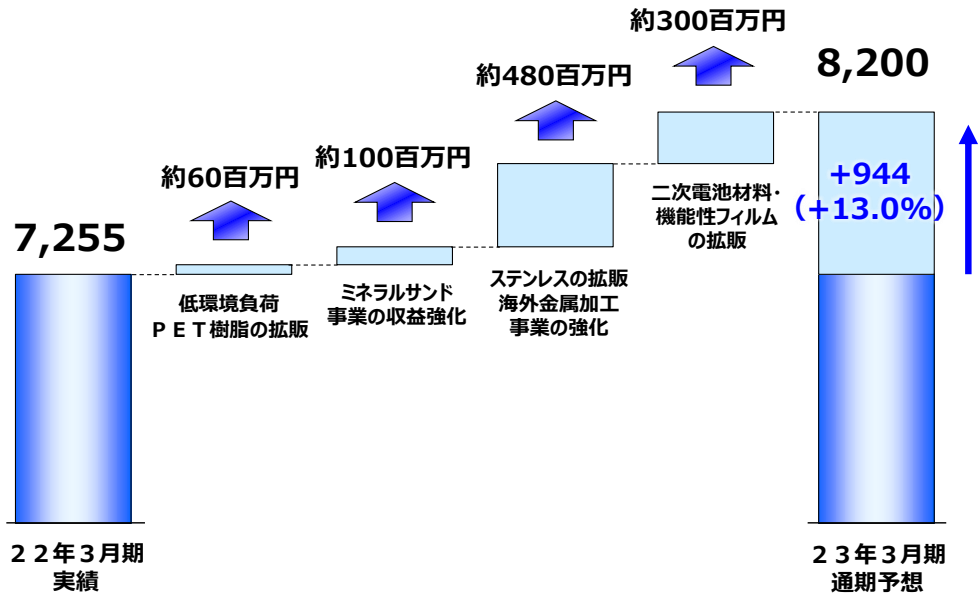 約300百万円
8,200
約480百万円
約100百万円
約60百万円
7,255
+944
(+13.0%)
二次電池材料・
機能性フィルム
の拡販
ステンレスの拡販
海外金属加工
事業の強化
ミネラルサンド
事業の収益強化
低環境負荷
ＰＥＴ樹脂の拡販
２２年３月期
実績
２３年３月期
通期予想